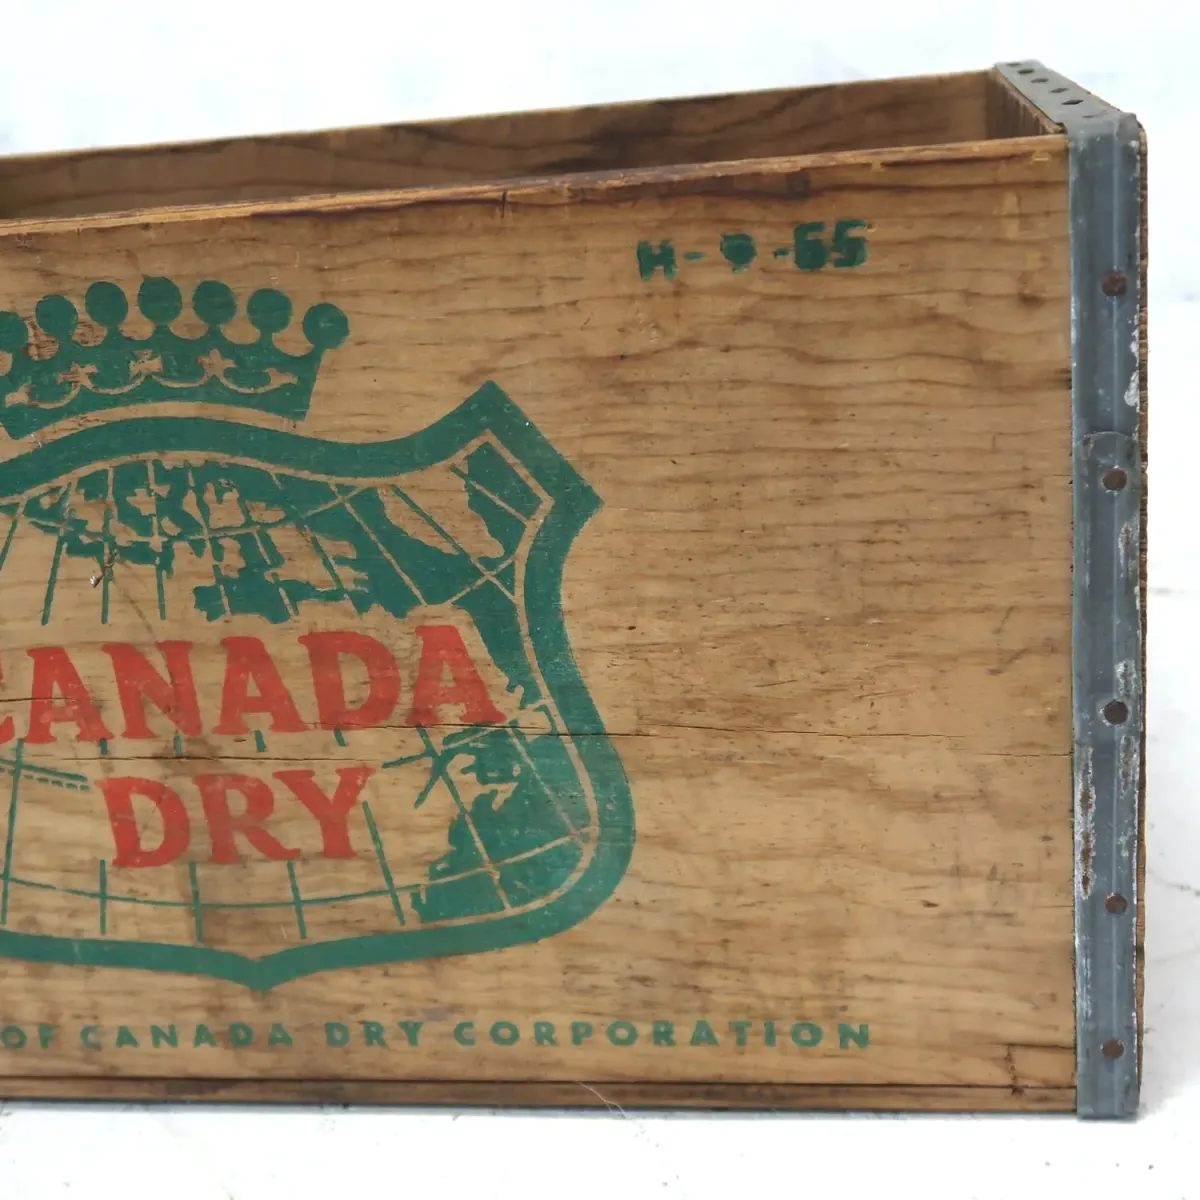 H-9-65
CANADA
DRY
OF CANADA DRY CORPORATION